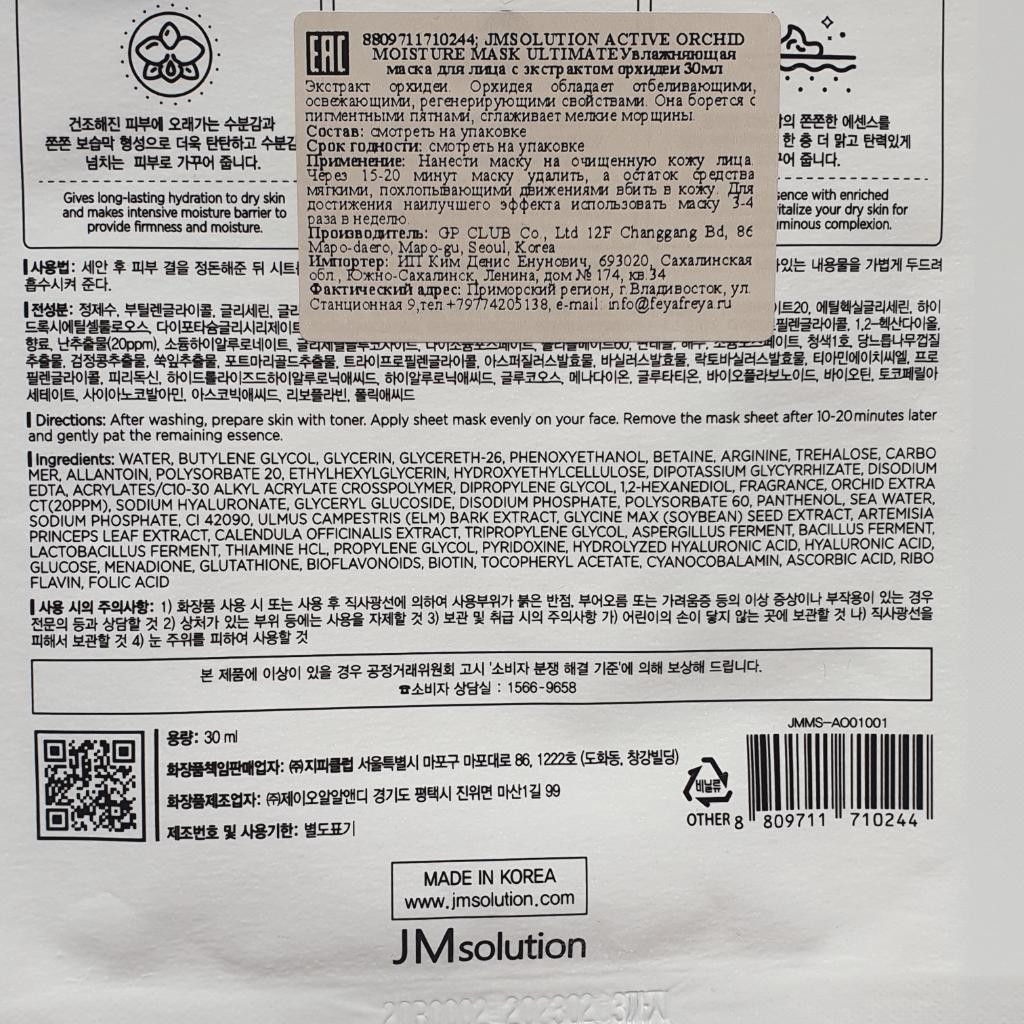 건조해진 피부에 오래가는 수분감과
쫀쫀 보습막 형성으로 더욱 탄탄하고 수분감
넘치는 피부로 가꾸어 줍니다.
Gives long-lasting hydration to dry skin
and makes intensive moisture barrier to
provide firmness and moisture.
EAC
8809711710244; JMSOLUTION ACTIVE ORCHID
MOISTURE MASK ULTIMATEУвлажняющая
маска для лица с экстрактом орхидеи 30мл
Экстракт орхидеи. Орхидея обладает отбеливающими,
освежающими, регенерирующими свойствами. Она борется с
пигментными пятнами, сглаживает мелкие морщины.
Состав: смотреть на упаковке
Срок годности: смотреть на упаковке
Применение: Нанести маску на очищенную кожу лица.
Через 15-20 минут маску удалить, а остаток средства
мягкими, похлопывающими движениями вбить в кожу. Для
достижения наилучшего эффекта использовать маску 3-4
раза в неделю.
Производитель: GP CLUB Co., Ltd 12F Changgang Bd, 86
Mapo-daero, Mapo-gu, Seoul, Korea
Импортер: ИП Ким Денис Енунович, 693020, Сахалинская
обл., Южно-Сахалинск, Ленина, дом № 174, кв.34
Фактический адрес: Приморский регион, г.Владивосток, ул.
Станционная 9,тел.+79774205138, e-mail: info@feyafreya.ru
쫀쫀한 에센스를
한 층 더 맑고 탄력있게
줍니다.
with enriched
your dry skin for
complexion.
사용법: 세안 후 피부 결을 정돈해준 뒤 내용물을 가볍게 두드려
흡수시켜 준다.
전성분: 정제수, 부틸렌글라이콜, 글리세린, 에틸헥실글리세린, 하이
드록시에틸셀룰로오스, 다이포타슘글리시리제이트 1,2-헥산다이올,
향료, 난추출물(20ppm), 소듐하이알루로네이트, 청색1호, 당느릅나무껍질
추출물, 검정콩추출물, 쑥잎추출물, 포트마리골드추출물, 트라이프로필렌글라이콜, 아스퍼질러스발효물, 바실러스발효물, 락토바실러스발효물, 티아민에이치씨엘, 프로
필렌글라이콜, 피리독신, 하이드롤라이즈드하이알루로닉애씨드, 하이알루로닉애씨드, 글루코오스, 메나다이온, 글루타티온, 바이오플라보노이드, 바이오틴, 토코페릴아
세테이트, 사이아노코발아민, 아스코빅애씨드, 리보플라빈, 폴릭애씨드
Directions: After washing, prepare skin with toner. Apply sheet mask evenly on your face. Remove the mask sheet after 10-20minutes later
and gently pat the remaining essence.
Ingredients: WATER, BUTYLENE GLYCOL, GLYCERIN, GLYCERETH-26, PHENOXYETHANOL, BETAINE, ARGININE, TREHALOSE, CARBO
MER, ALLANTOIN, POLYSORBATE 20, ETHYLHEXYLGLYCERIN, HYDROXYETHYLCELLULOSE, DIPOTASSIUM GLYCYRRHIZATE, DISODIUM
EDTA, ACRYLATES/C10-30 ALKYL ACRYLATE CROSSPOLYMER, DIPROPYLENE GLYCOL, 1,2-HEXANEDIOL, FRAGRANCE, ORCHID EXTRA
CT(20PPM), SODIUM HYALURONATE, GLYCERYL GLUCOSIDE, DISODIUM PHOSPHATE, POLYSORBATE 60, PANTHENOL, SEA WATER,
SODIUM PHOSPHATE, CI 42090, ULMUS CAMPESTRIS (ELM) BARK EXTRACT, GLYCINE MAX (SOYBEAN) SEED EXTRACT, ARTEMISIA
PRINCEPS LEAF EXTRACT, CALENDULA OFFICINALIS EXTRACT, TRIPROPYLENE GLYCOL, ASPERGILLUS FERMENT, BACILLUS FERMENT,
LACTOBACILLUS FERMENT, THIAMINE HCL, PROPYLENE GLYCOL, PYRIDOXINE, HYDROLYZED HYALURONIC ACID, HYALURONIC ACID,
GLUCOSE, MENADIONE, GLUTATHIONE, BIOFLAVONOIDS, BIOTIN, TOCOPHERYL ACETATE, CYANOCOBALAMIN, ASCORBIC ACID, RIBO
FLAVIN, FOLIC ACID
사용 시의 주의사항: 1) 화장품 사용 시 또는 사용 후 직사광선에 의하여 사용부위가 붉은 반점, 부어오름 또는 가려움증 등의 이상 증상이나 부작용이 있는 경우
전문의 등과 상담할 것 2) 상처가 있는 부위 등에는 사용을 자제할 것 3) 보관 및 취급 시의 주의사항 가) 어린이의 손이 닿지 않는 곳에 보관할 것 나) 직사광선을
피해서 보관할 것 4) 눈 주위를 피하여 사용할 것
본 제품에 이상이 있을 경우 공정거래위원회 고시 '소비자 분쟁 해결 기준'에 의해 보상해 드립니다.
☎소비자 상담실 : 1566-9658
용량: 30 ml
화장품책임판매업자: ㈜지피클럽 서울특별시 마포구 마포대로 86, 1222호 (도화동, 창강빌딩)
화장품제조업자: ㈜제이오알앤디 경기도 평택시 진위면 마산1길 99
제조번호 및 사용기한: 별도표기
비닐류
OTHER
JMMS-AO01001
8 809711 710244
MADE IN KOREA
www.jmsolution.com
JMsolution